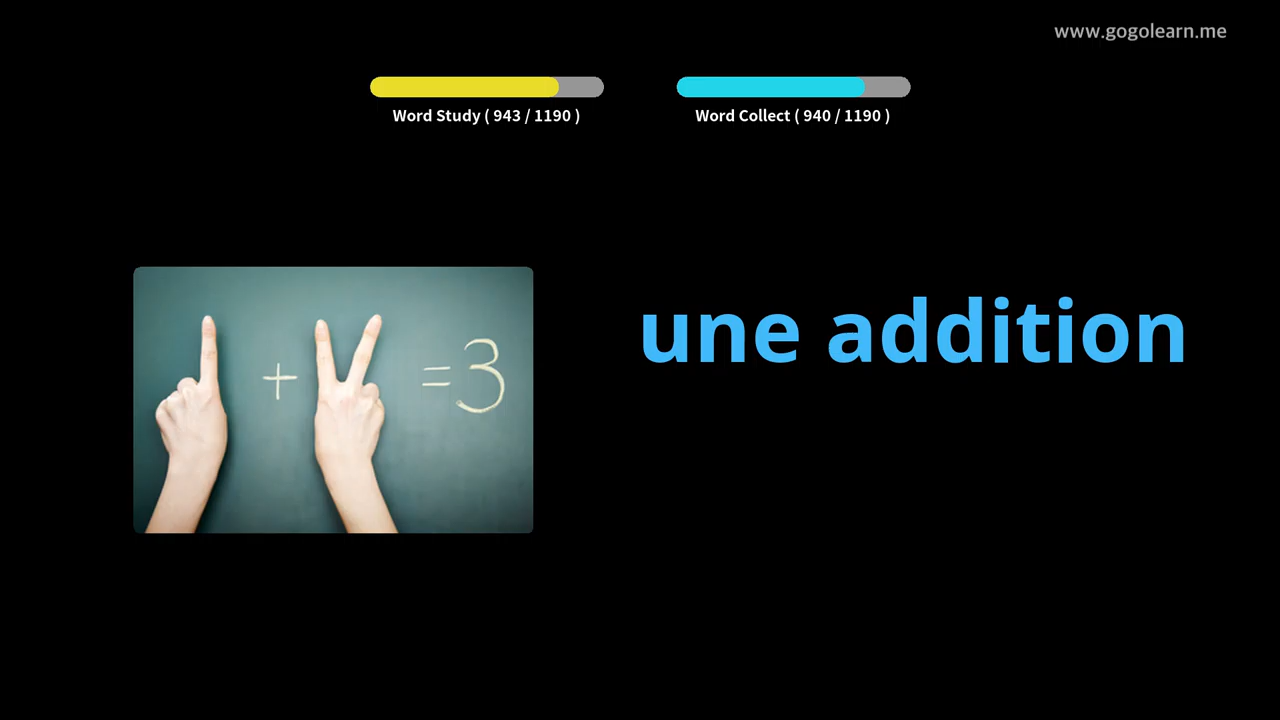 www.gogolearn.me
Word Study ( 943 / 1190 )
Word Collect ( 940 / 1190 )
une addition
+ =3